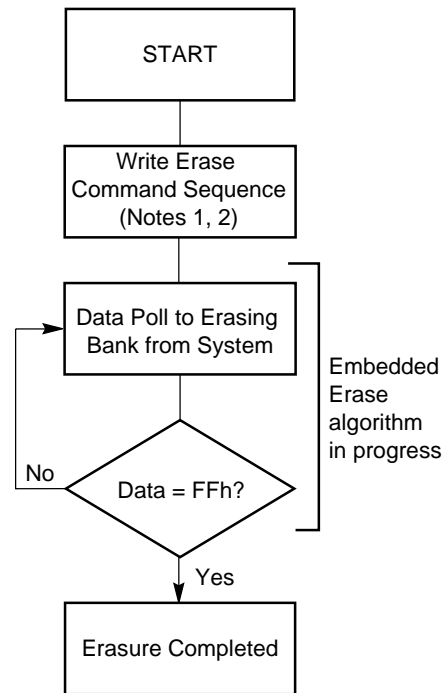 START
Write Erase
Command Sequence
(Notes 1, 2)
Data Poll to Erasing
Bank from System
Embedded
Erase
algorithm
in progress
No
Data = FFh?
Yes
Erasure Completed